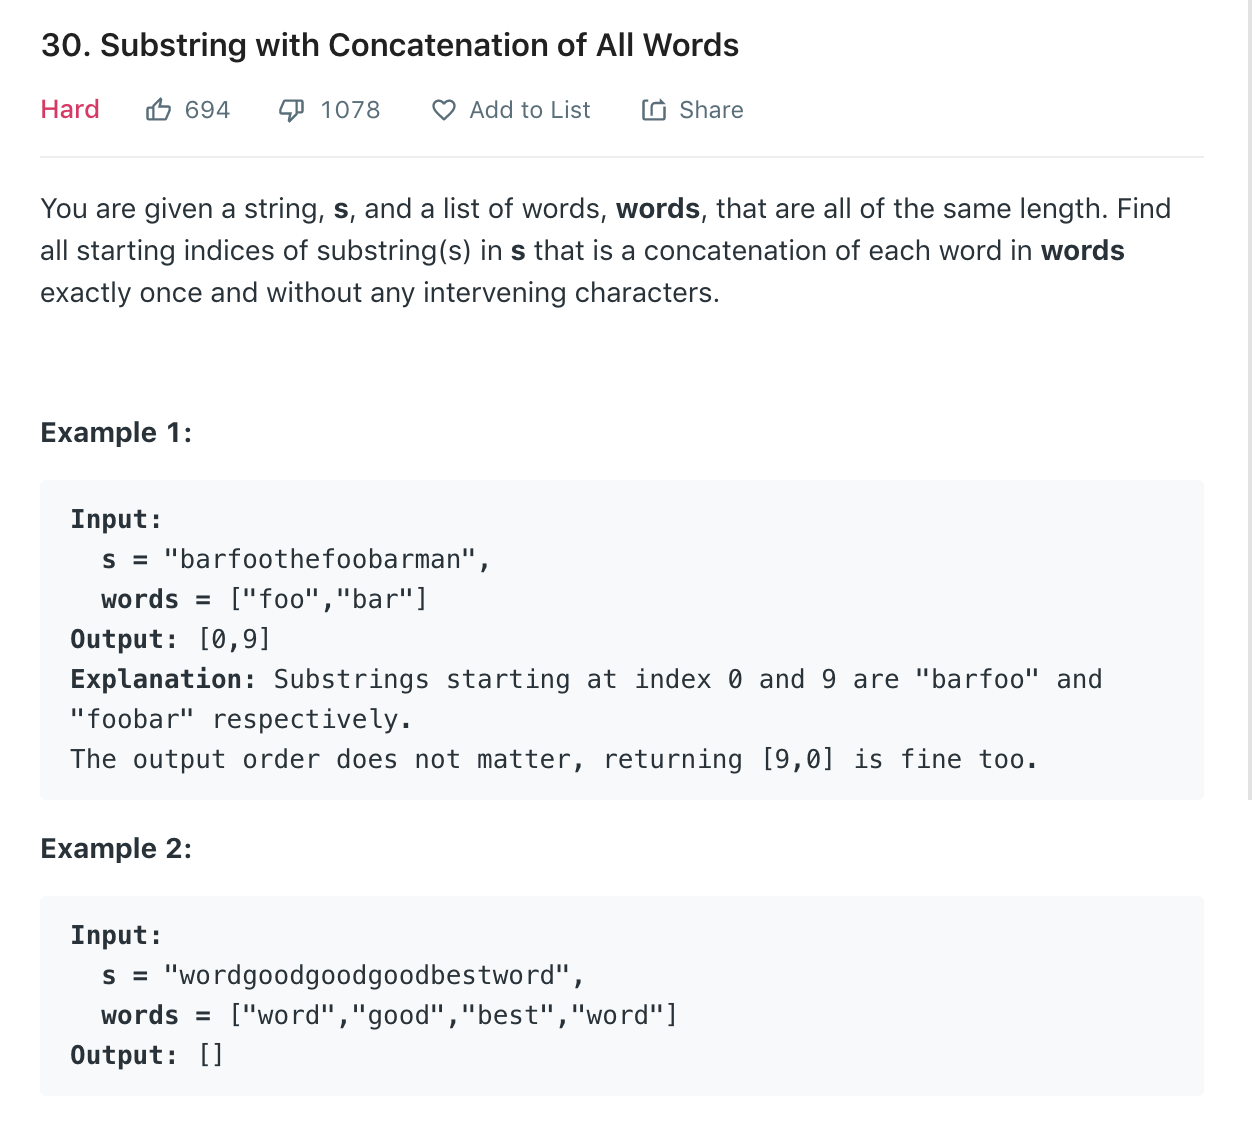 30. Substring with Concatenation of All Words
Hard 694 1078 Add to List Share
You are given a string, s, and a list of words, words, that are all of the same length. Find
all starting indices of substring(s) in s that is a concatenation of each word in words
exactly once and without any intervening characters.
Example 1:
Input:
s = "barfoothefoobarman",
words = ["foo","bar"]
Output: [0,9]
Explanation: Substrings starting at index 0 and 9 are "barfoo" and
"foobar" respectively.
The output order does not matter, returning [9,0] is fine too.
Example 2:
Input:
s = "wordgoodgoodgoodbestword",
words = ["word","good","best","word"]
Output: []